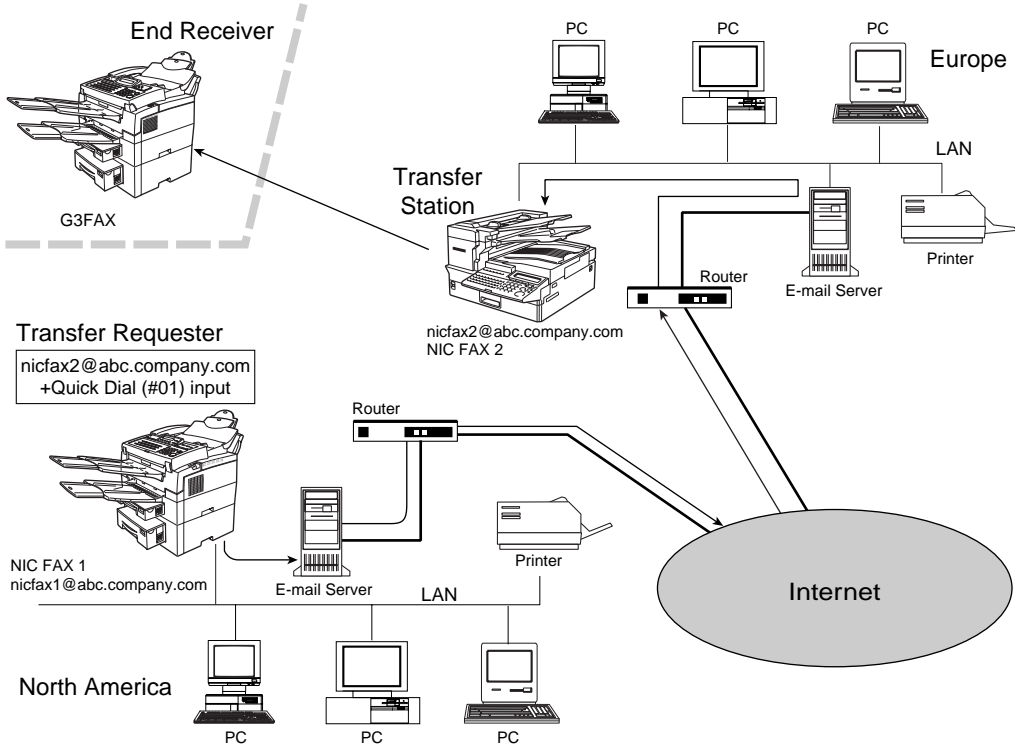 End Receiver
G3FAX
PC
PC
PC
Europe
LAN
Transfer
Station
Printer
E-mail Server
Router
nicfax2@abc.company.com
NIC FAX 2
Transfer Requester
nicfax2@abc.company.com
+Quick Dial (#01) input
Router
Printer
NIC FAX 1
nicfax1@abc.company.com
E-mail Server
LAN
Internet
North America
PC
PC
PC